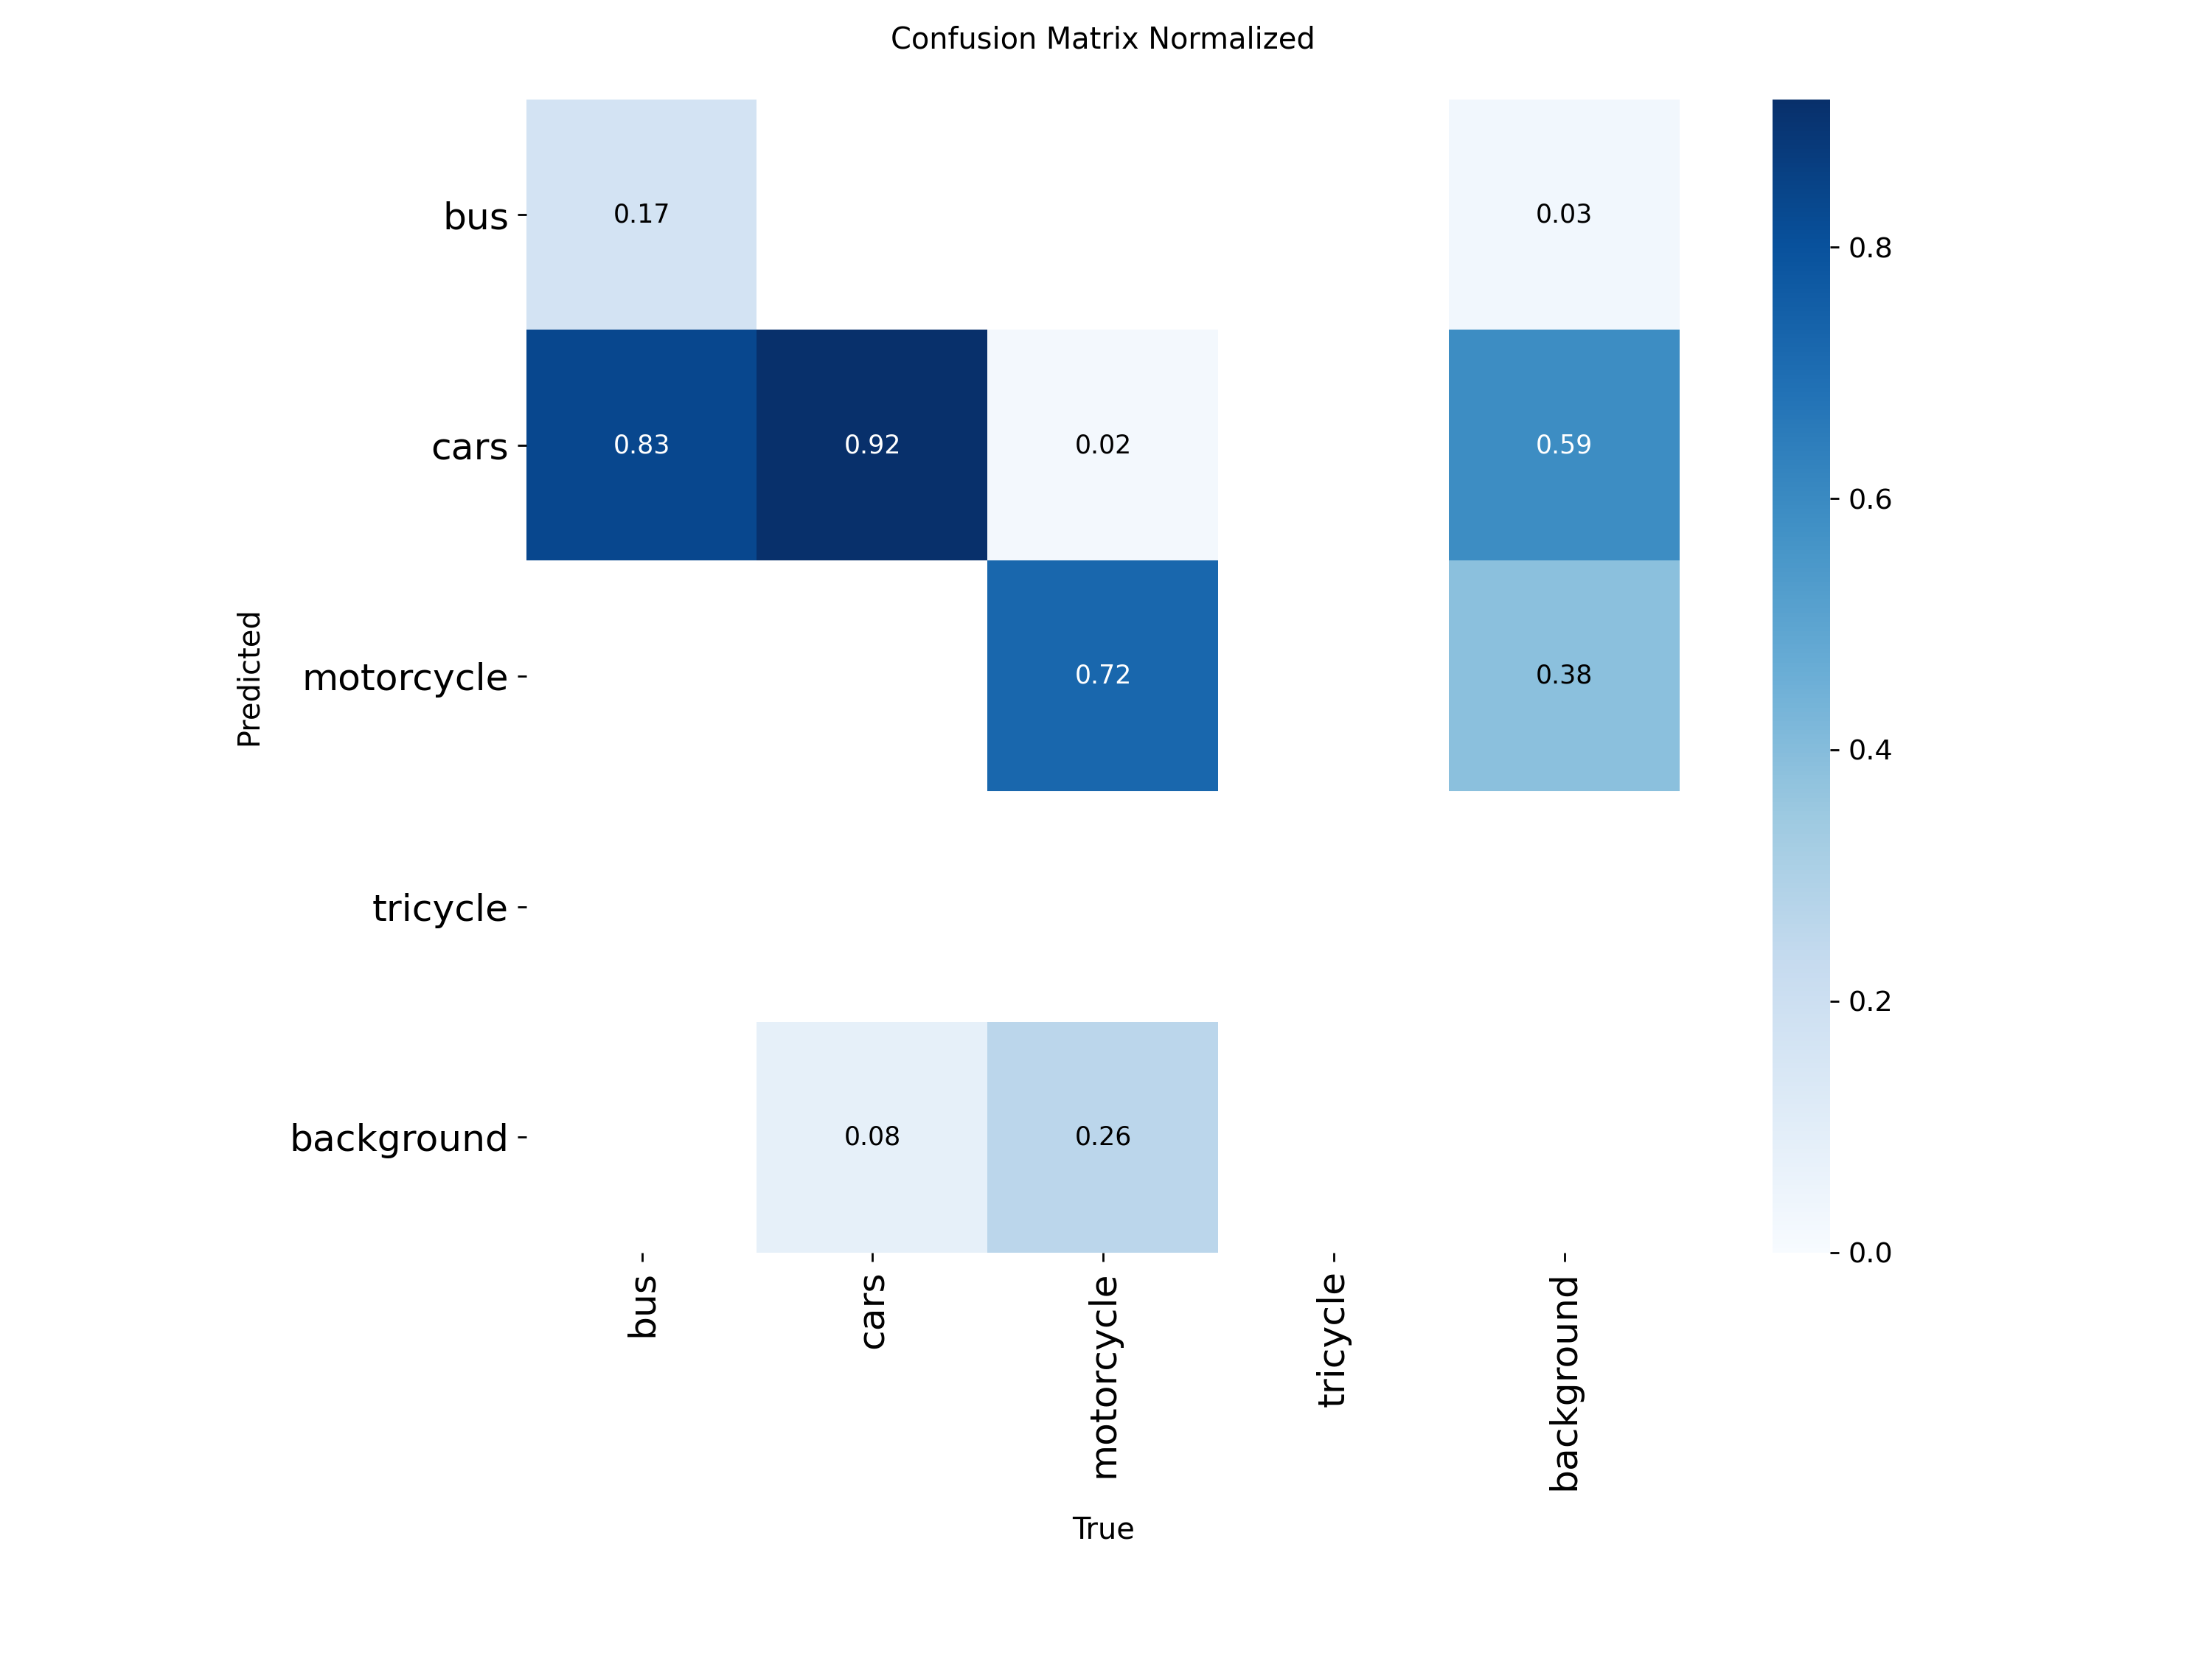 Confusion Matrix Normalized
bus
0.17
0.03
cars
0.83
0.92
0.02
0.59
motorcycle
0.72
0.38
tricycle
background
0.08
0.26
Predicted
bus
cars
motorcycle
tricycle
background
True
0.8
0.6
0.4
0.2
0.0